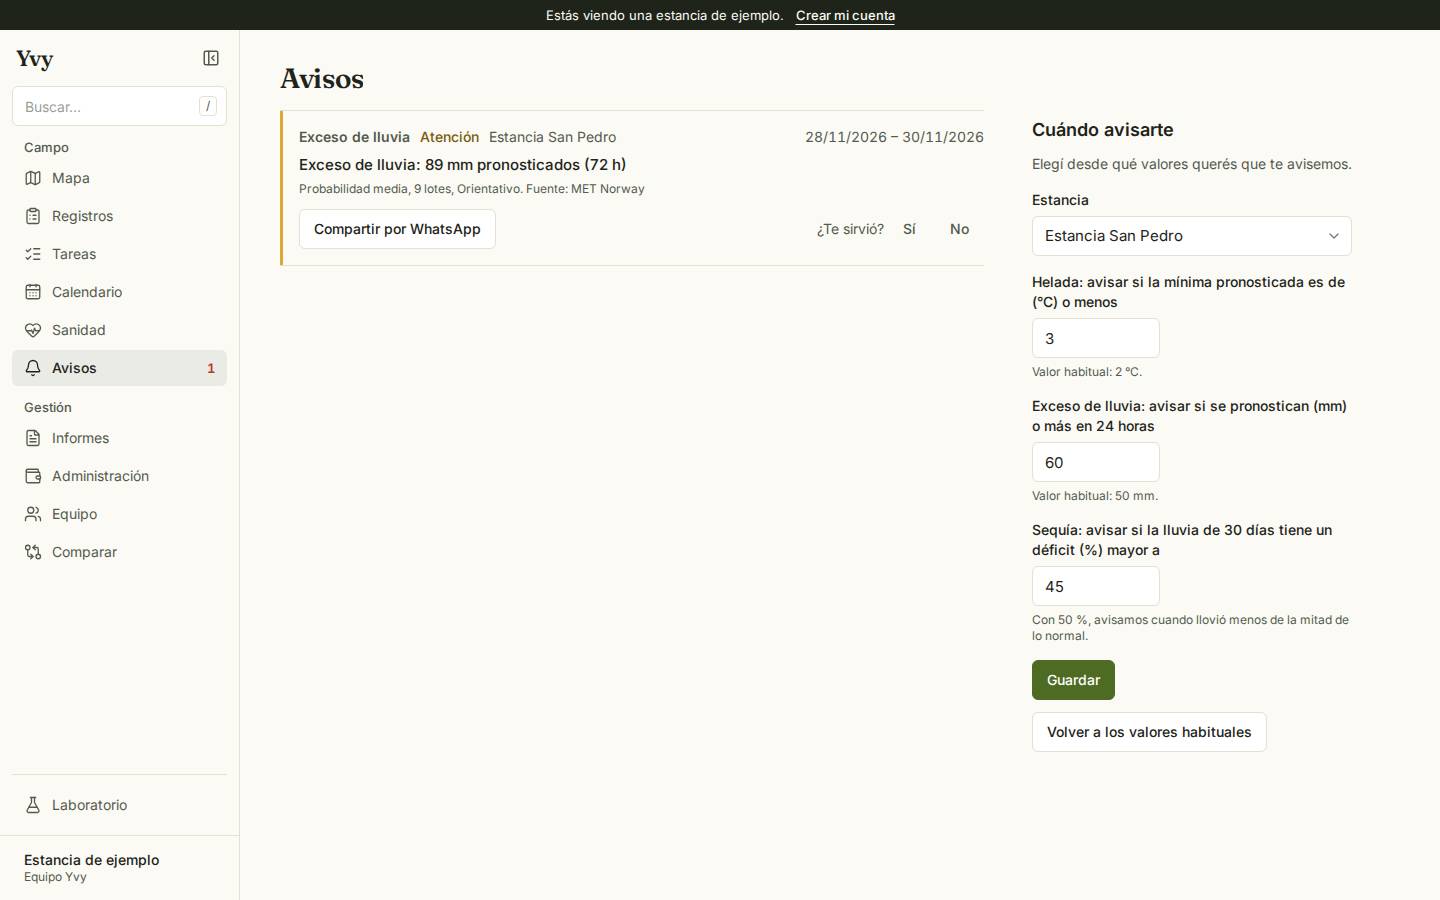 Estás viendo una estancia de ejemplo. Crear mi cuenta
Yvy
Buscar... /
Campo
Mapa
Registros
Tareas
Calendario
Sanidad
Avisos 1
Gestión
Informes
Administración
Equipo
Comparar
Laboratorio
Estancia de ejemplo
Equipo Yvy
Avisos
Exceso de lluvia Atención Estancia San Pedro 28/11/2026 – 30/11/2026
Exceso de lluvia: 89 mm pronosticados (72 h)
Probabilidad media, 9 lotes, Orientativo. Fuente: MET Norway
Compartir por WhatsApp ¿Te sirvió? Sí No
Cuándo avisarte
Elegí desde qué valores querés que te avisemos.
Estancia
Estancia San Pedro
Helada: avisar si la mínima pronosticada es de
(°C) o menos
3
Valor habitual: 2 °C.
Exceso de lluvia: avisar si se pronostican (mm)
o más en 24 horas
60
Valor habitual: 50 mm.
Sequía: avisar si la lluvia de 30 días tiene un
déficit (%) mayor a
45
Con 50 %, avisamos cuando llovió menos de la mitad de
lo normal.
Guardar
Volver a los valores habituales